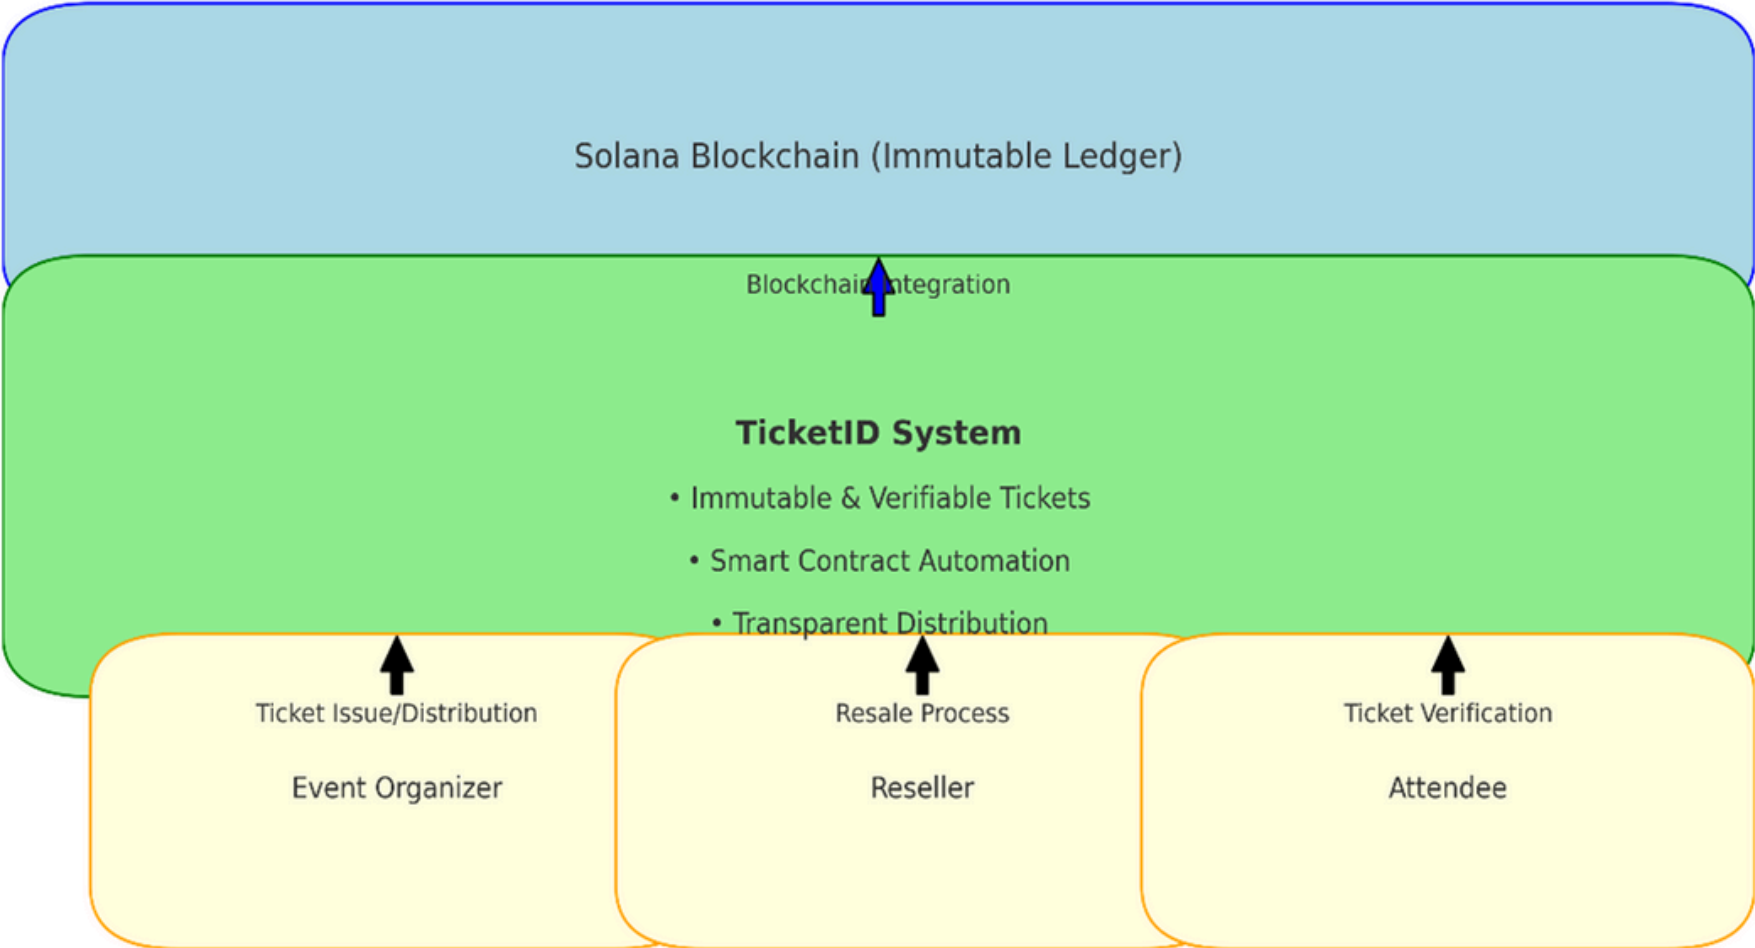 Solana Blockchain (Immutable Ledger)
Blockchain Integration
TicketID System
• Immutable & Verifiable Tickets
• Smart Contract Automation
• Transparent Distribution
Ticket Issue/Distribution
Resale Process
Ticket Verification
Event Organizer
Reseller
Attendee